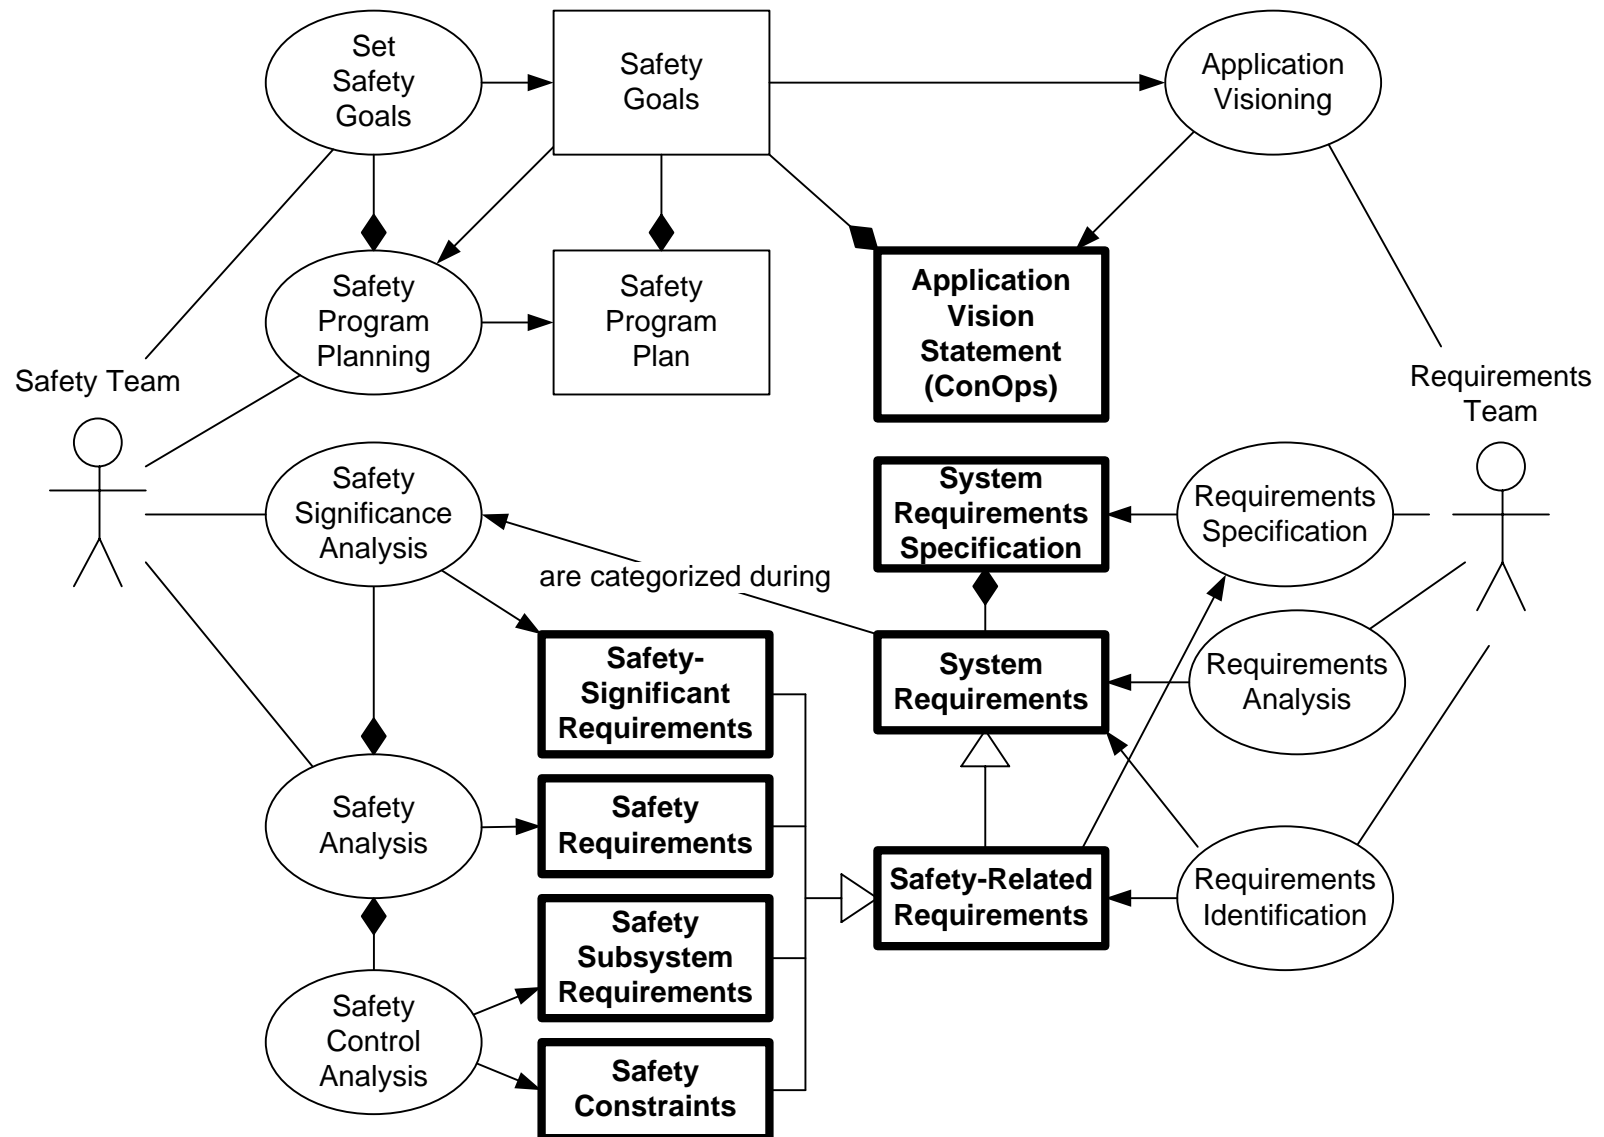 Set
Safety
Goals
Safety
Goals
Application
Visioning
Safety
Program
Planning
Safety
Program
Plan
Application
Vision
Statement
(ConOps)
Safety Team
Requirements
Team
Safety
Significance
Analysis
System
Requirements
Specification
Requirements
Specification
are categorized during
Safety-
Significant
Requirements
System
Requirements
Requirements
Analysis
Safety
Analysis
Safety
Requirements
Safety-Related
Requirements
Requirements
Identification
Safety
Subsystem
Requirements
Safety
Control
Analysis
Safety
Constraints